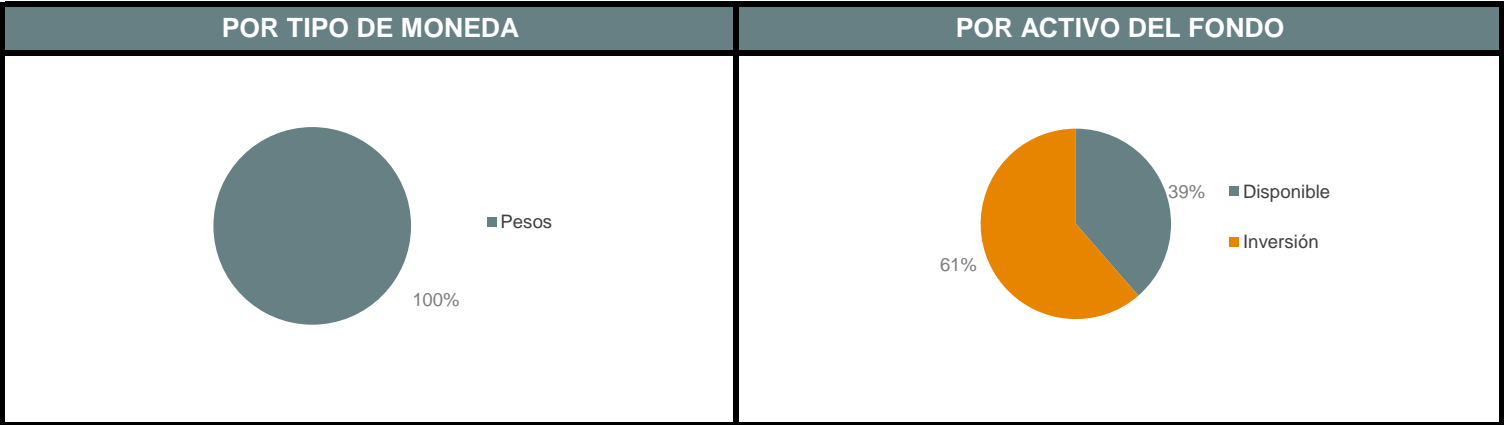 POR TIPO DE MONEDA
Pesos
100%
POR ACTIVO DEL FONDO
39%
Disponible
Inversión
61%